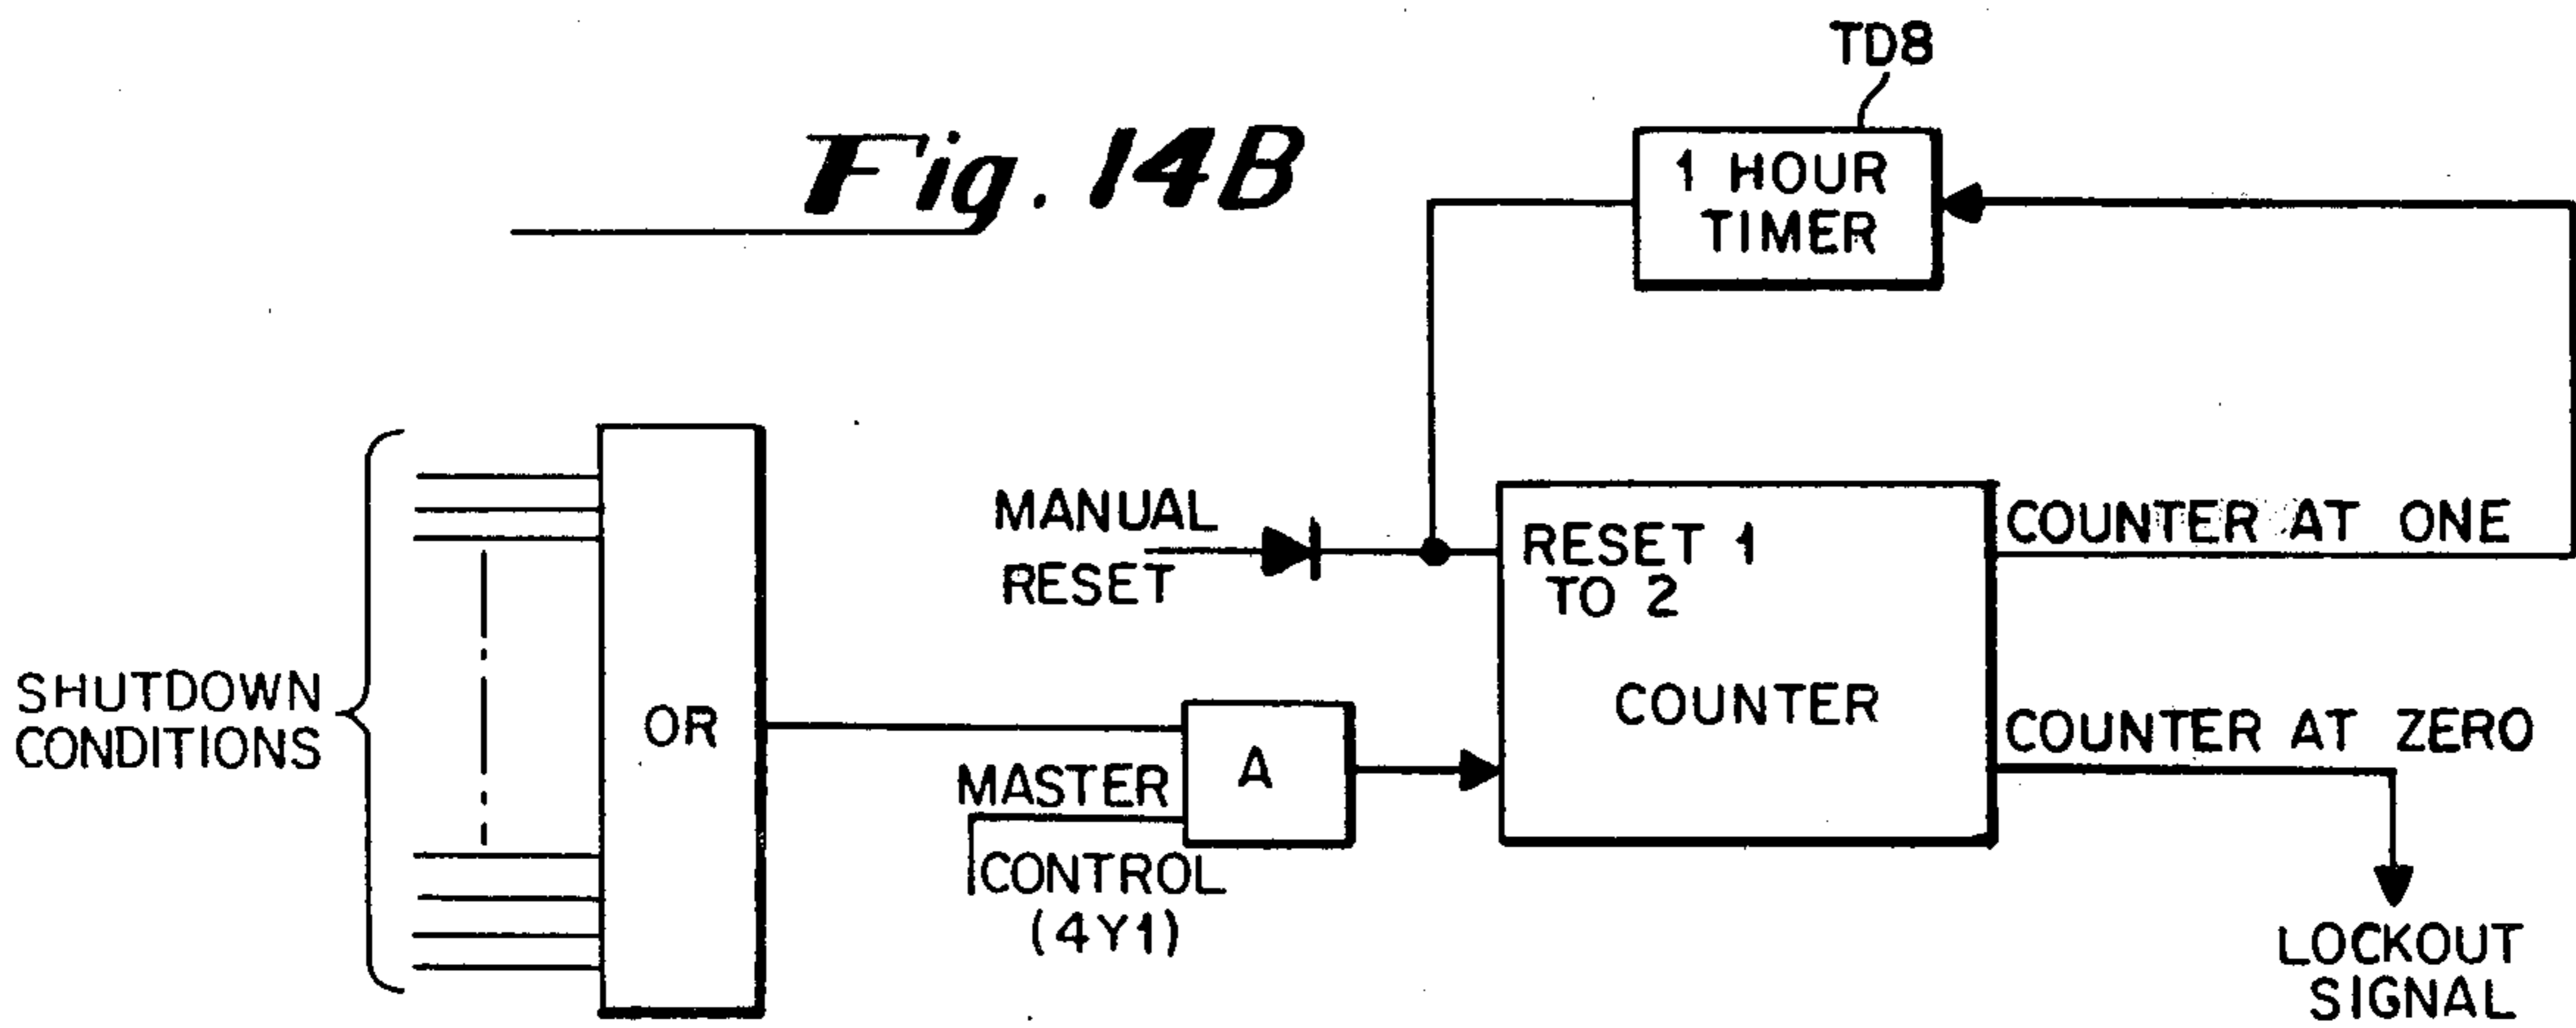 Fig. 14B
TD8
1 HOUR
TIMER
MANUAL
RESET
RESET 1
TO 2
COUNTER
COUNTER AT ONE
COUNTER AT ZERO
SHUTDOWN
CONDITIONS
OR
MASTER
CONTROL
(4Y1)
A
LOCKOUT
SIGNAL